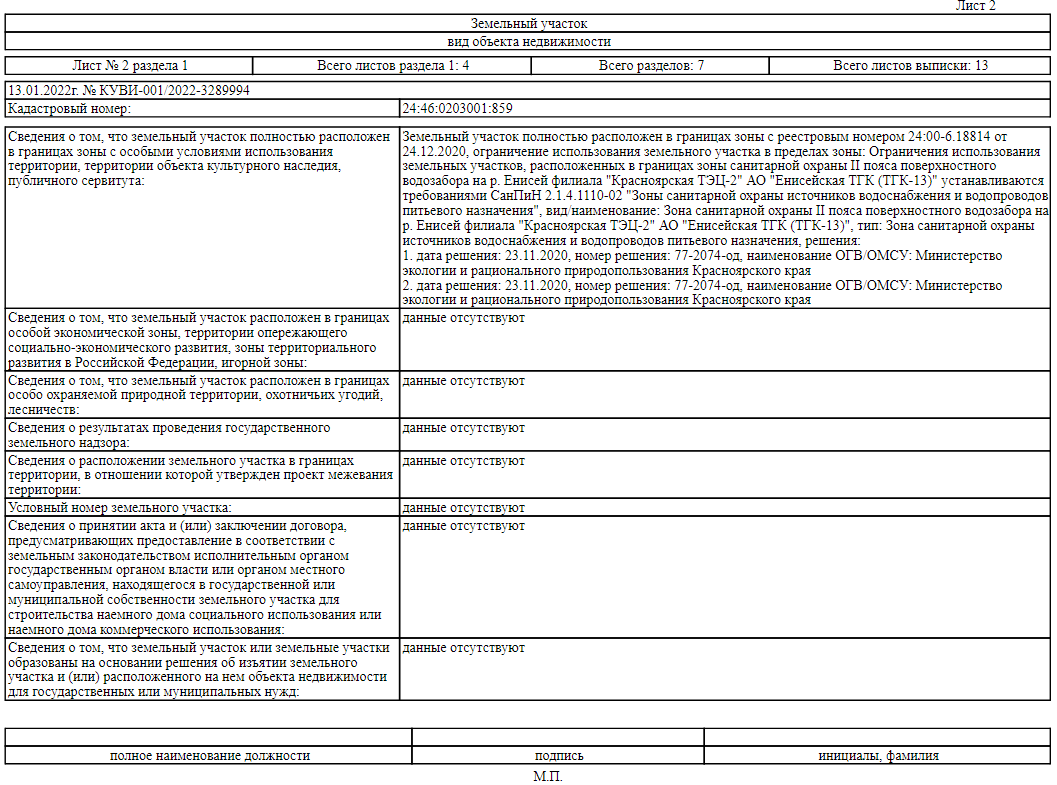 Лист 2
Земельный участок
вид объекта недвижимости
Лист № 2 раздела 1
Всего листов раздела 1: 4
Всего разделов: 7
Всего листов выписки: 13
13.01.2022г. № КУВИ-001/2022-3289994
Кадастровый номер:
24:46:0203001:859
Сведения о том, что земельный участок полностью расположен
в границах зоны с особыми условиями использования
территории, территории объекта культурного наследия,
публичного сервитута:
Земельный участок полностью расположен в границах зоны с реестровым номером 24:00-6.18814 от
24.12.2020, ограничение использования земельного участка в пределах зоны: Ограничения использования
земельных участков, расположенных в границах зоны санитарной охраны II пояса поверхностного
водозабора на р. Енисей филиала "Красноярская ТЭЦ-2" АО "Енисейская ТГК (ТГК-13)" устанавливаются
требованиями СанПиН 2.1.4.1110-02 "Зоны санитарной охраны источников водоснабжения и водопроводов
питьевого назначения", вид/наименование: Зона санитарной охраны II пояса поверхностного водозабора на
р. Енисей филиала "Красноярская ТЭЦ-2" АО "Енисейская ТГК (ТГК-13)", тип: Зона санитарной охраны
источников водоснабжения и водопроводов питьевого назначения, решения:
1. дата решения: 23.11.2020, номер решения: 77-2074-од, наименование ОГВ/ОМСУ: Министерство
экологии и рационального природопользования Красноярского края
2. дата решения: 23.11.2020, номер решения: 77-2074-од, наименование ОГВ/ОМСУ: Министерство
экологии и рационального природопользования Красноярского края
Сведения о том, что земельный участок расположен в границах
особой экономической зоны, территории опережающего
социально-экономического развития, зоны территориального
развития в Российской Федерации, игорной зоны:
данные отсутствуют
Сведения о том, что земельный участок расположен в границах
особо охраняемой природной территории, охотничьих угодий,
лесничеств:
данные отсутствуют
Сведения о результатах проведения государственного
земельного надзора:
данные отсутствуют
Сведения о расположении земельного участка в границах
территории, в отношении которой утвержден проект межевания
территории:
данные отсутствуют
Условный номер земельного участка:
данные отсутствуют
Сведения о принятии акта и (или) заключении договора,
предусматривающих предоставление в соответствии с
земельным законодательством исполнительным органом
государственным органом власти или органом местного
самоуправления, находящегося в государственной или
муниципальной собственности земельного участка для
строительства наемного дома социального использования или
наемного дома коммерческого использования:
данные отсутствуют
Сведения о том, что земельный участок или земельные участки
образованы на основании решения об изъятии земельного
участка и (или) расположенного на нем объекта недвижимости
для государственных или муниципальных нужд:
данные отсутствуют
полное наименование должности
подпись
инициалы, фамилия
М.П.